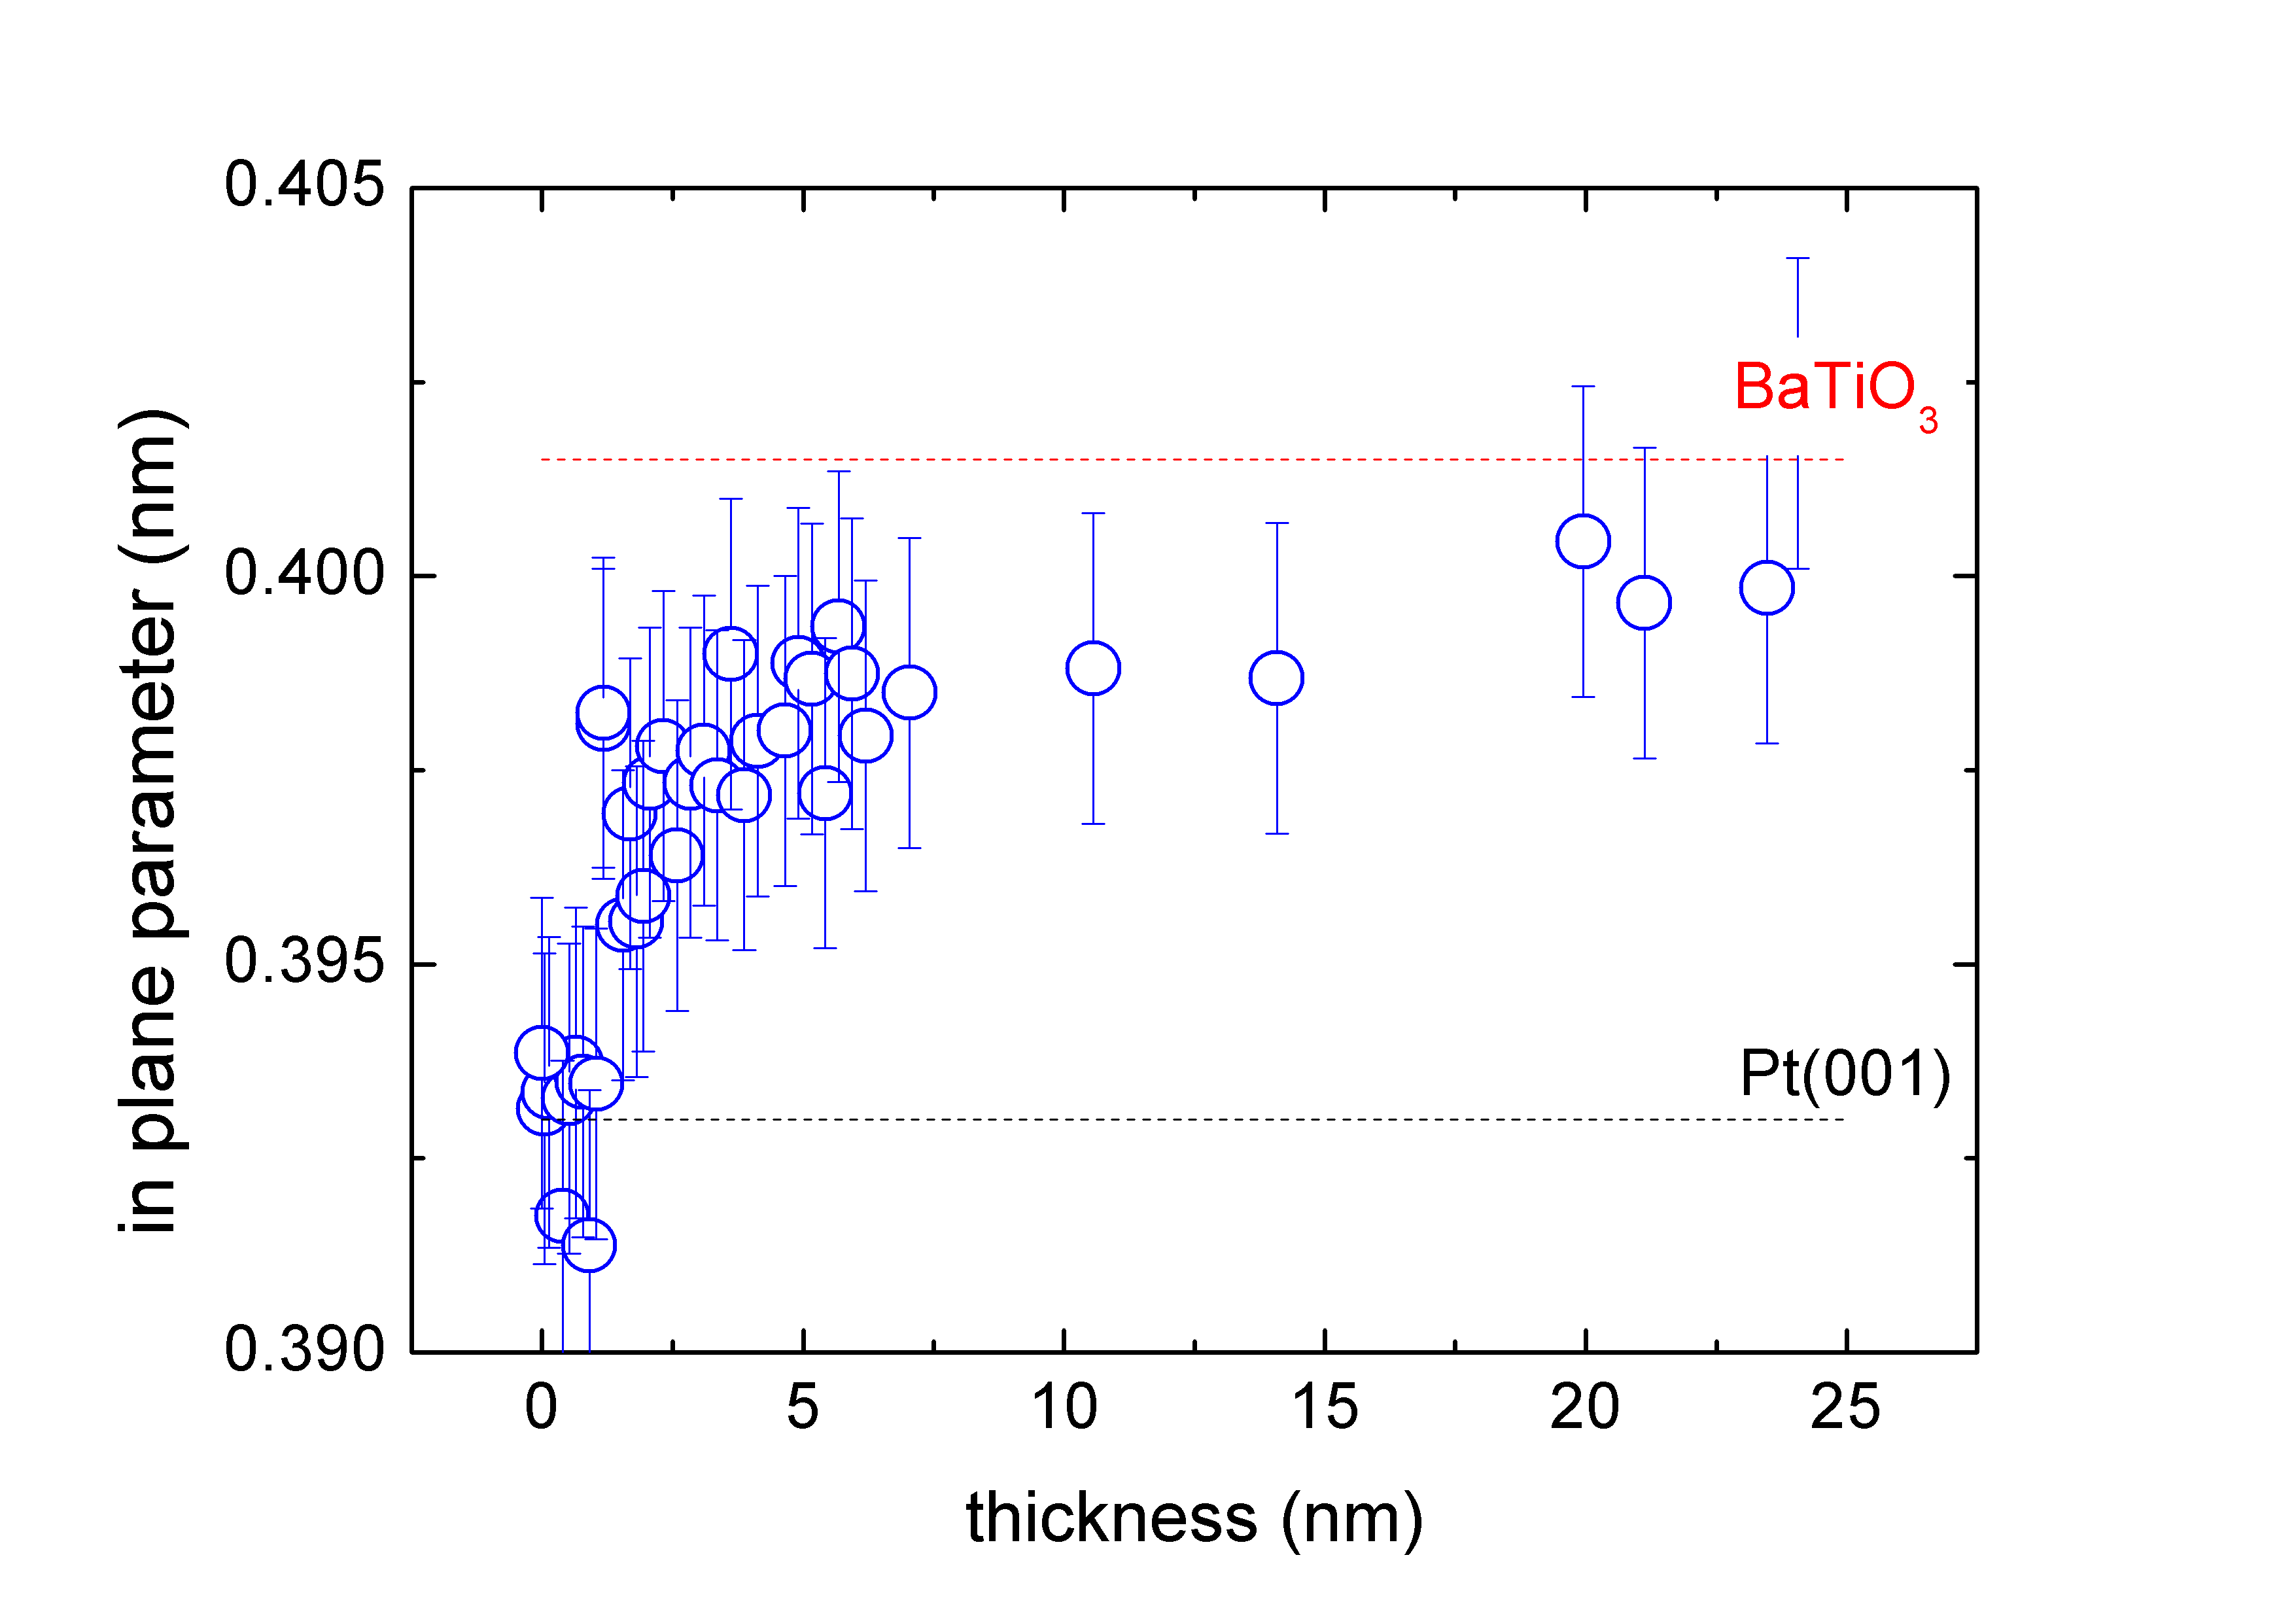 0.405
BaTiO₃
0.400
0.395
Pt(001)
0.390
0 5 10 15 20 25
thickness (nm)
in plane parameter (nm)